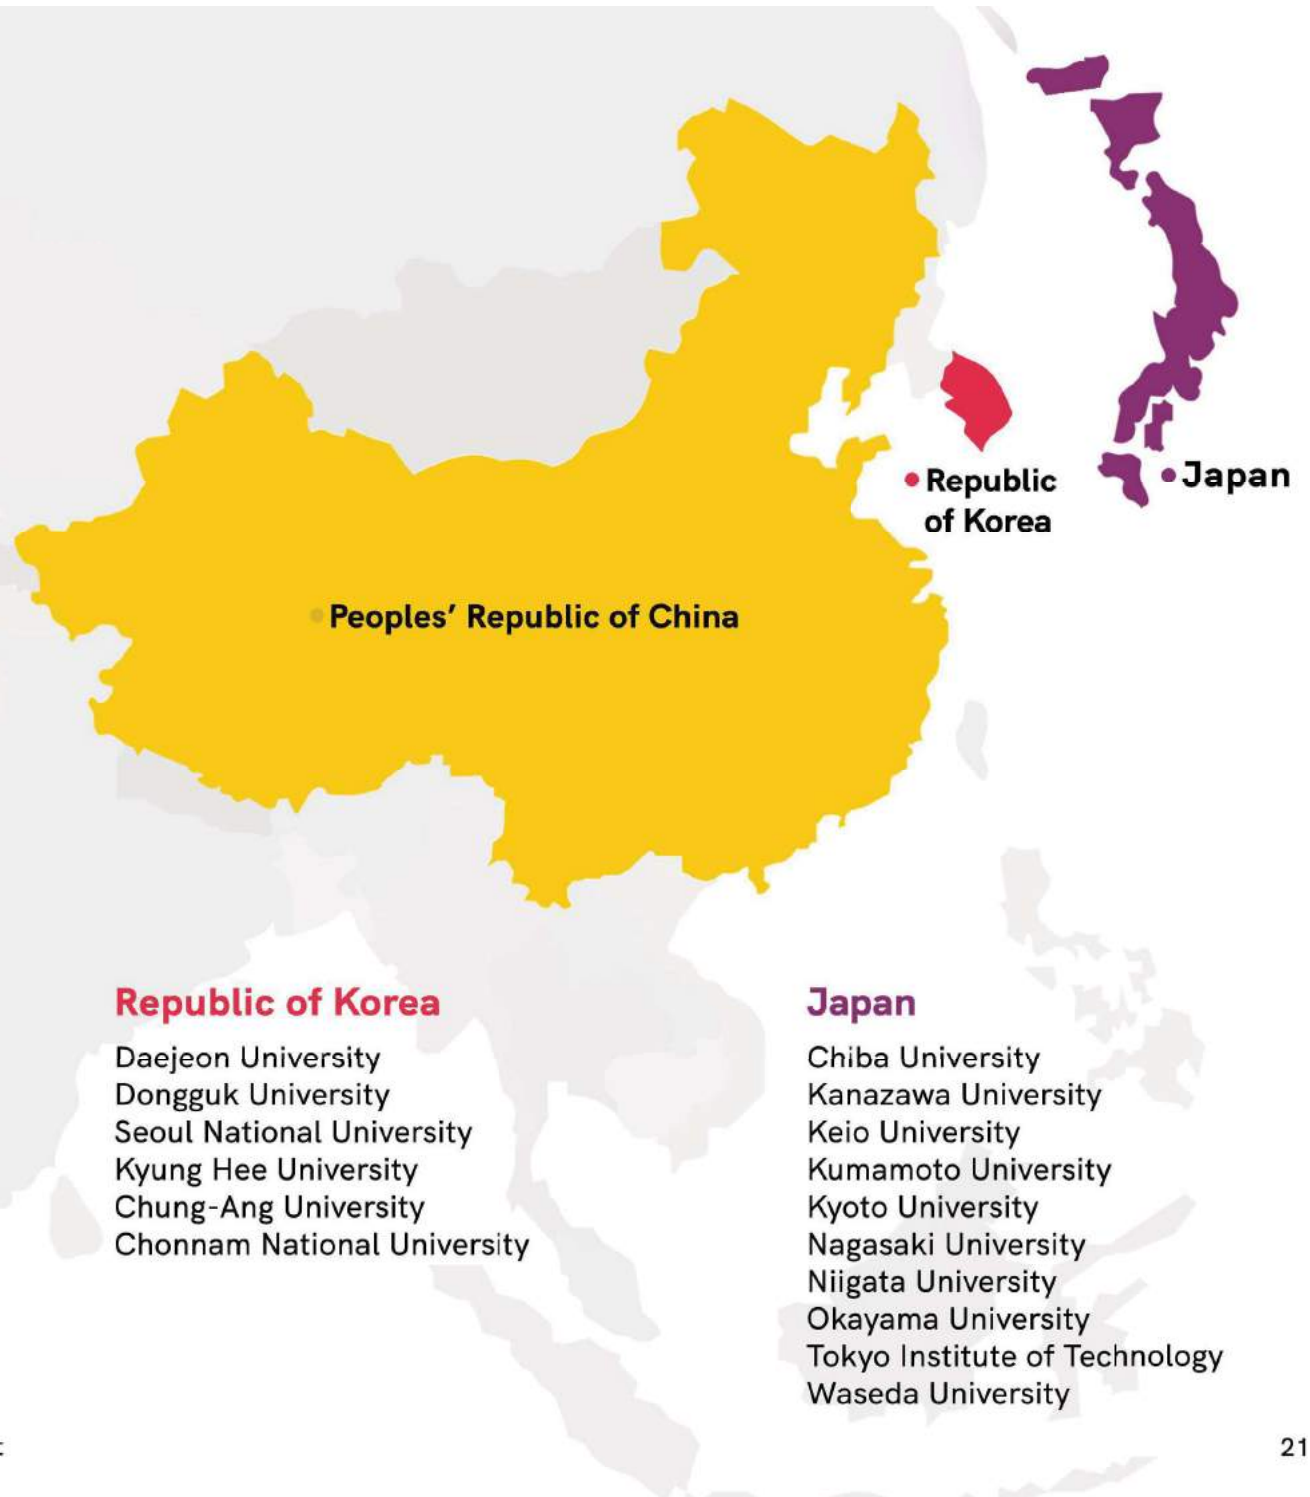 Republic
of Korea
Japan
Peoples' Republic of China
Republic of Korea
Daejeon University
Dongguk University
Seoul National University
Kyung Hee University
Chung-Ang University
Chonnam National University
Japan
Chiba University
Kanazawa University
Keio University
Kumamoto University
Kyoto University
Nagasaki University
Niigata University
Okayama University
Tokyo Institute of Technology
Waseda University
21